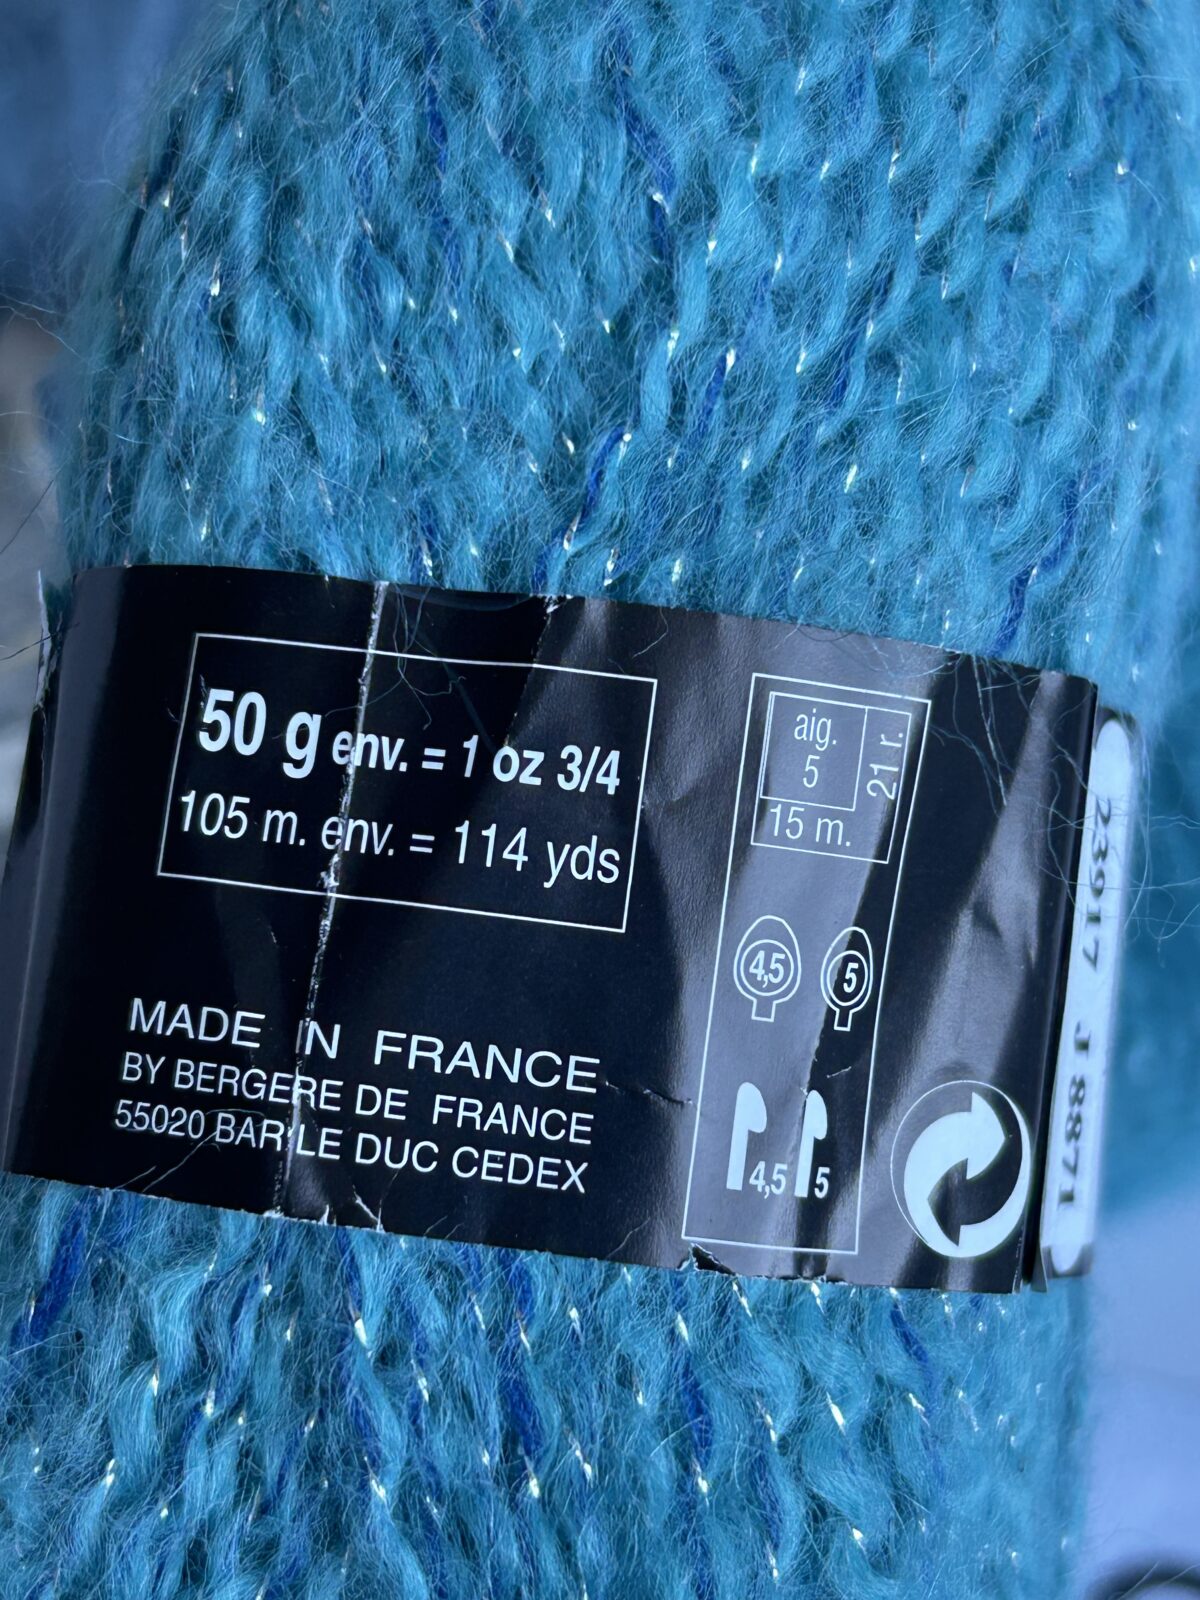 50 g env. = 1 oz 3/4
105 m. env. = 114 yds
MADE IN FRANCE
BY BERGERE DE FRANCE
55020 BAR LE DUC CEDEX
aig.
5
21 r.
15 m.
4,5 5
4,5 5
23917 J 8871